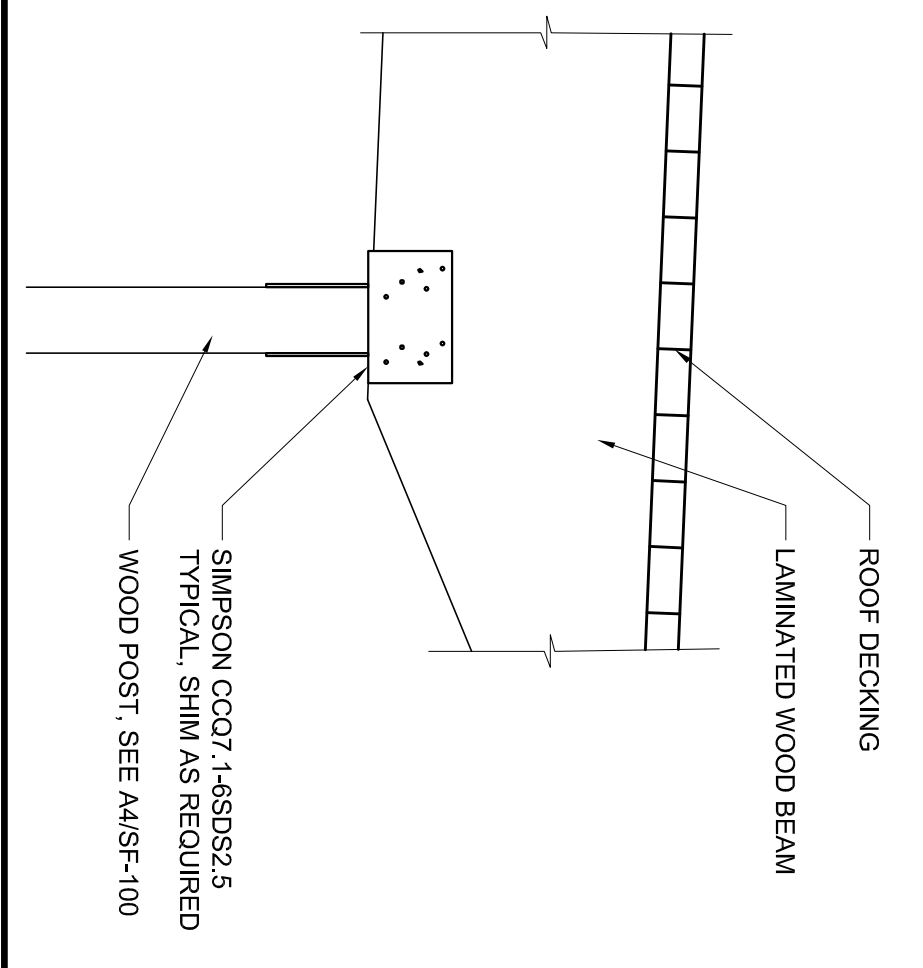 ROOF DECKING
LAMINATED WOOD BEAM
SIMPSON CCQ7.1-6SDS2.5
TYPICAL, SHIM AS REQUIRED
WOOD POST, SEE A4/SF-100